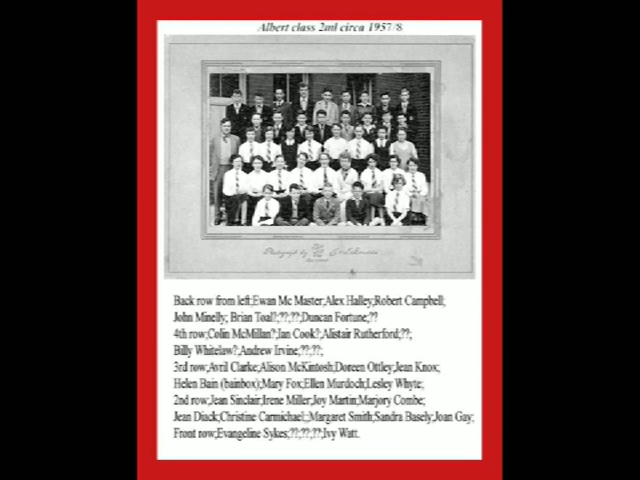 Albert class 2ml circa 1957/8
Photograph by
Back row from left;Ewan Mc Master;Alex Halley;Robert Campbell;
John Minelly; Brian Toal?;??;??;Duncan Fortune;??
4th row;Colin McMillan?;Ian Cook?;Alistair Rutherford;??;
Billy Whitelaw?;Andrew Irvine;??;??;
3rd row;Avril Clarke;Alison McKintosh;Doreen Ottley;Jean Knox;
Helen Bain (bainbox);Mary Fox;Ellen Murdoch;Lesley Whyte;
2nd row;Jean Sinclair;Irene Miller;Joy Martin;Marjory Combe;
Jean Diack;Christine Carmichael;;Margaret Smith;Sandra Basely;Joan Gay;
Front row;Evangeline Sykes;??;??;??;Ivy Watt.